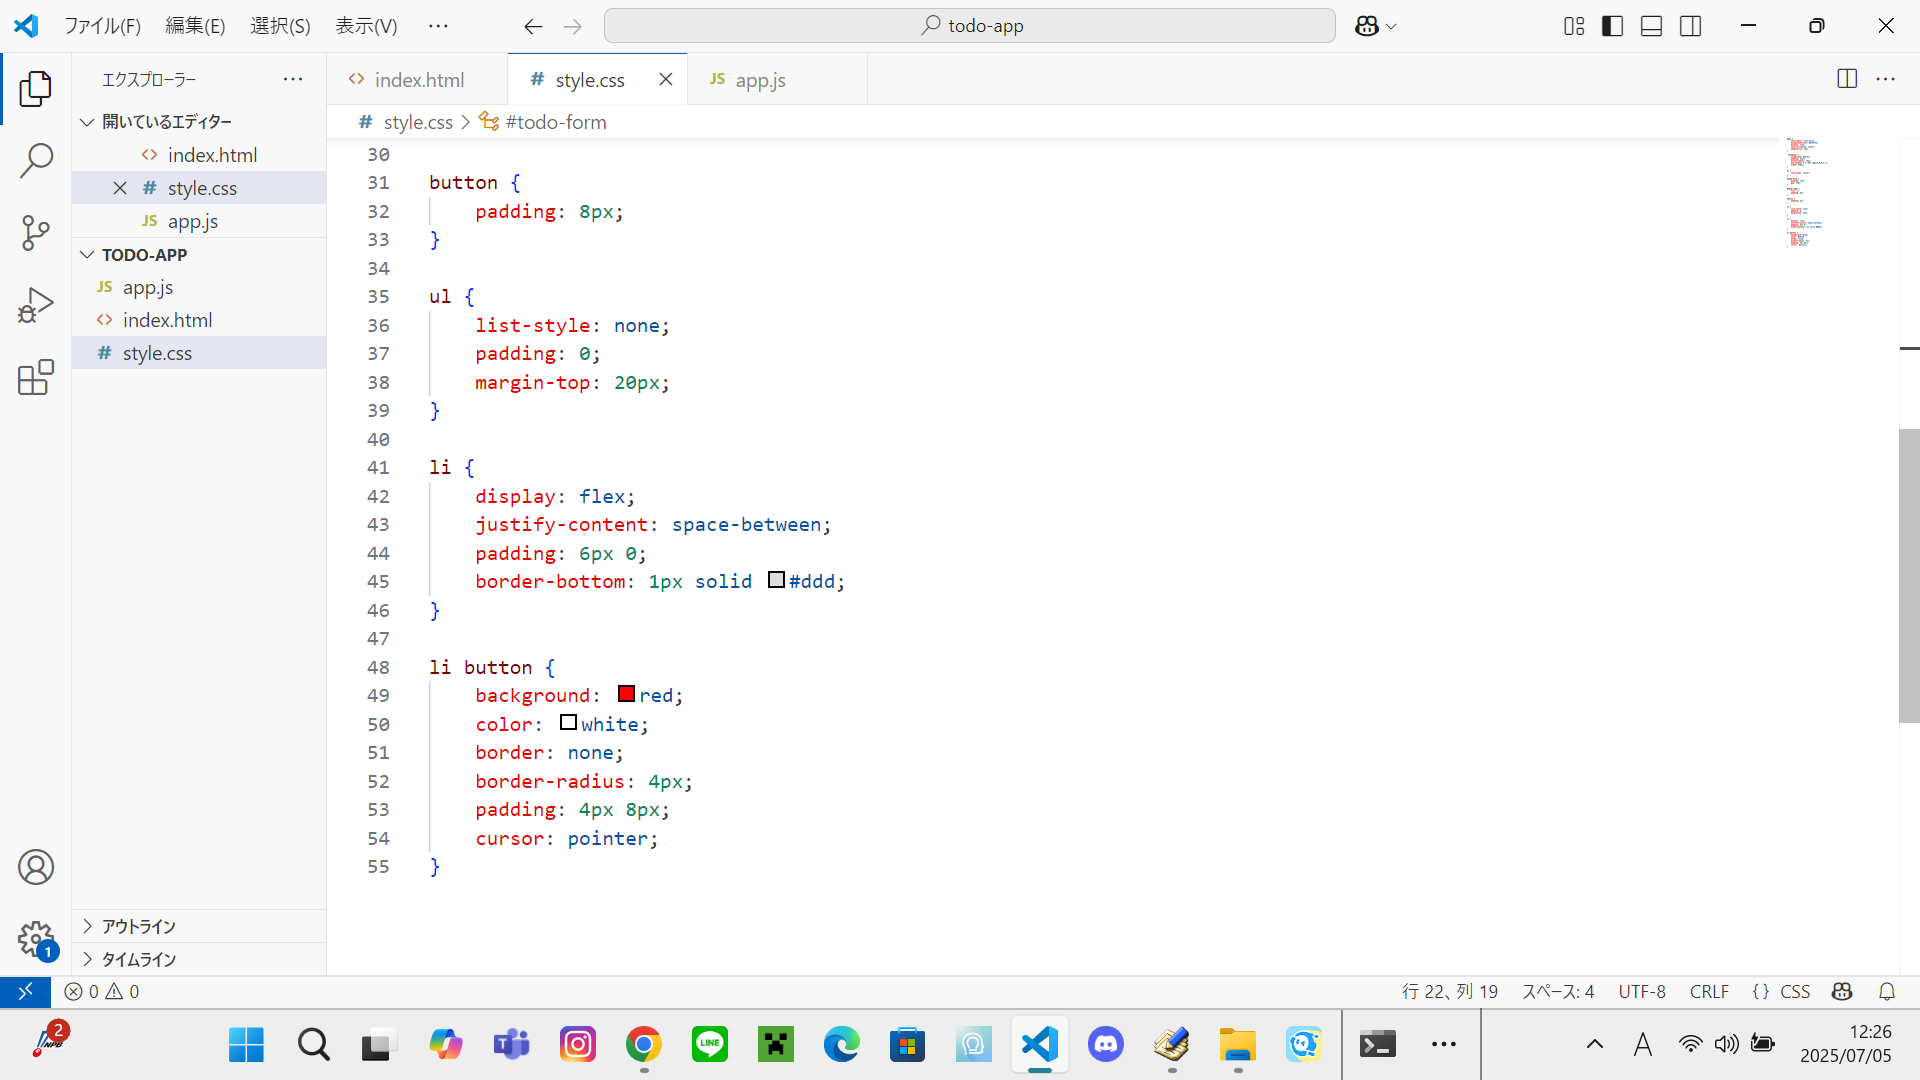 ファイル(F) 編集(E) 選択(S) 表示(V) ··· todo-app
エクスプローラー ···
開いているエディター
<> index.html
# style.css
JS app.js
TODO-APP
JS app.js
<> index.html
# style.css
アウトライン
タイムライン
1
<> index.html # style.css JS app.js
# style.css > #todo-form
30
31 button {
32     padding: 8px;
33 }
34
35 ul {
36     list-style: none;
37     padding: 0;
38     margin-top: 20px;
39 }
40
41 li {
42     display: flex;
43     justify-content: space-between;
44     padding: 6px 0;
45     border-bottom: 1px solid #ddd;
46 }
47
48 li button {
49     background: red;
50     color: white;
51     border: none;
52     border-radius: 4px;
53     padding: 4px 8px;
54     cursor: pointer;
55 }
0 0 行 22、列 19 スペース: 4 UTF-8 CRLF {} CSS
2 NPB T LINE A 12:26
2025/07/05